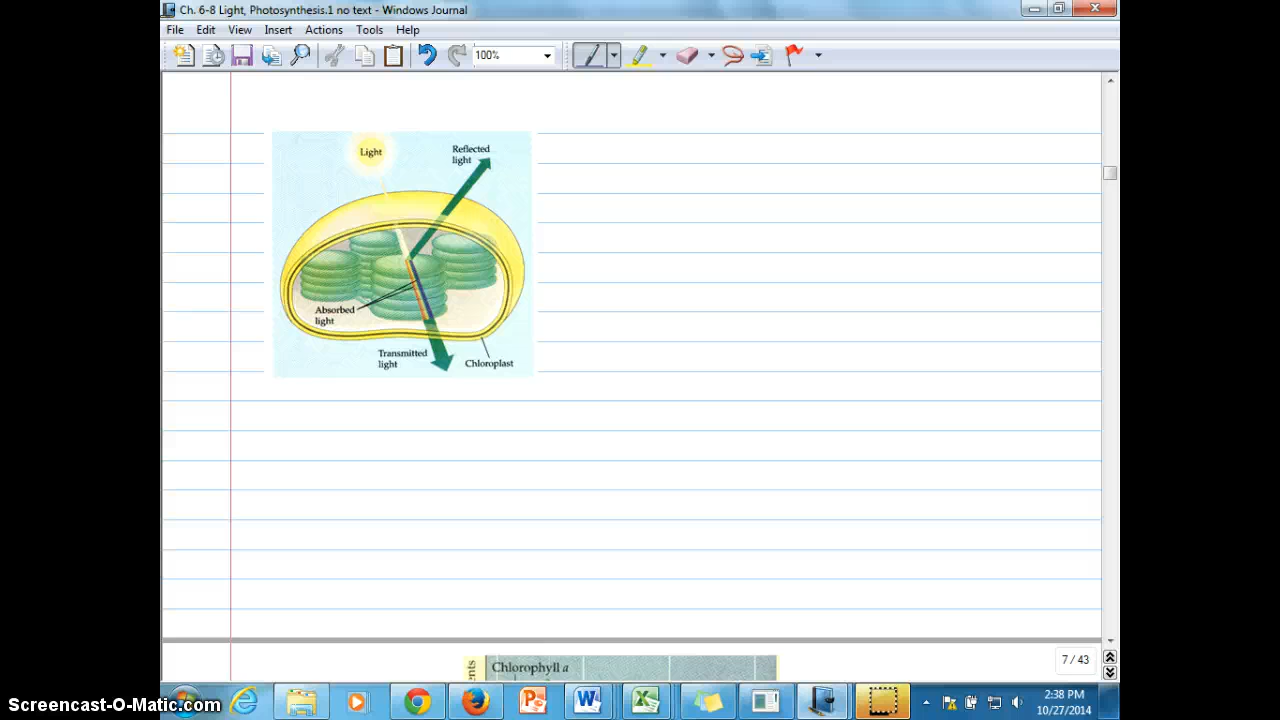 Ch. 6-8 Light, Photosynthesis.1 no text - Windows Journal
File Edit View Insert Actions Tools Help
100%
Light
Reflected
light
Absorbed
light
Transmitted
light
Chloroplast
Chlorophyll a
nts
7 / 43
2:38 PM
10/27/2014
Screencast-O-Matic.com